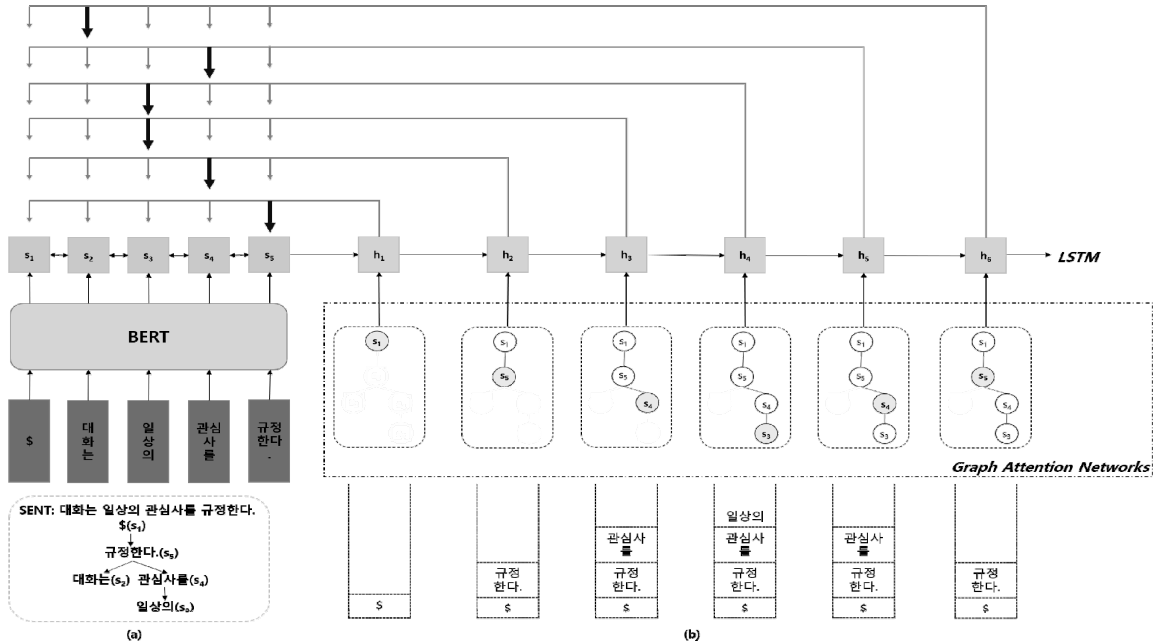 s₁ s₂ s₃ s₄ s₅ h₁ h₂ h₃ h₄ h₅ h₆ LSTM
BERT
s₁ s₁ s₁ s₁ s₁ s₁
s₅ s₅ s₅ s₅ s₅
s₄ s₄ s₄ s₄
s₃ s₃ s₃
$
대
화
는
일
상
의
관심
사
를
규정
한다
.
Graph Attention Networks
SENT: 대화는 일상의 관심사를 규정한다.
$(s₁)
규정한다.(s₅)
대화는(s₂) 관심사를(s₄)
일상의(s₃)
$
규정
한다.
$
관심사
를
규정
한다.
$
일상의
관심사
를
규정
한다.
$
관심사
를
규정
한다.
$
규정
한다.
$
(a)
(b)